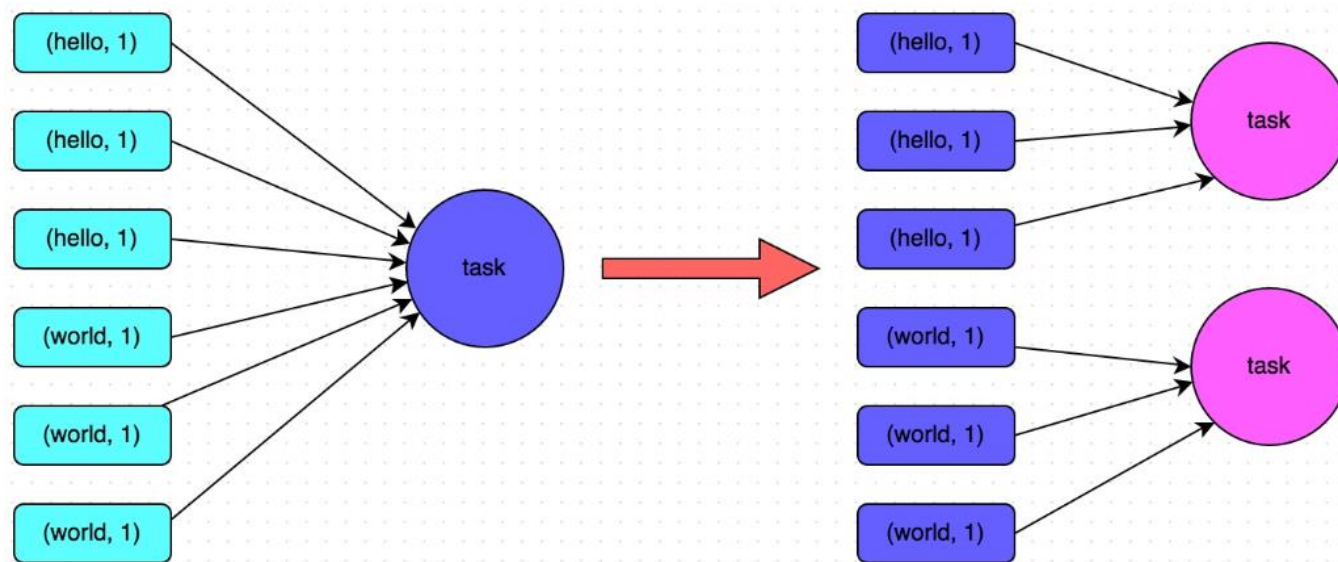 (hello, 1)
(hello, 1)
(hello, 1)
(world, 1)
(world, 1)
(world, 1)
task
(hello, 1)
(hello, 1)
(hello, 1)
(world, 1)
(world, 1)
(world, 1)
task
task